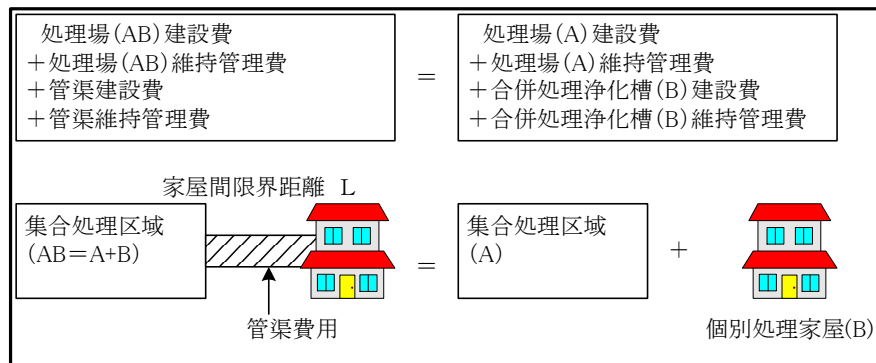 処理場(AB)建設費
＋処理場(AB)維持管理費
＋管渠建設費
＋管渠維持管理費
＝
処理場(A)建設費
＋処理場(A)維持管理費
＋合併処理浄化槽(B)建設費
＋合併処理浄化槽(B)維持管理費
家屋間限界距離 L
集合処理区域
(AB＝A+B)
＝
集合処理区域
(A)
＋
管渠費用
個別処理家屋(B)